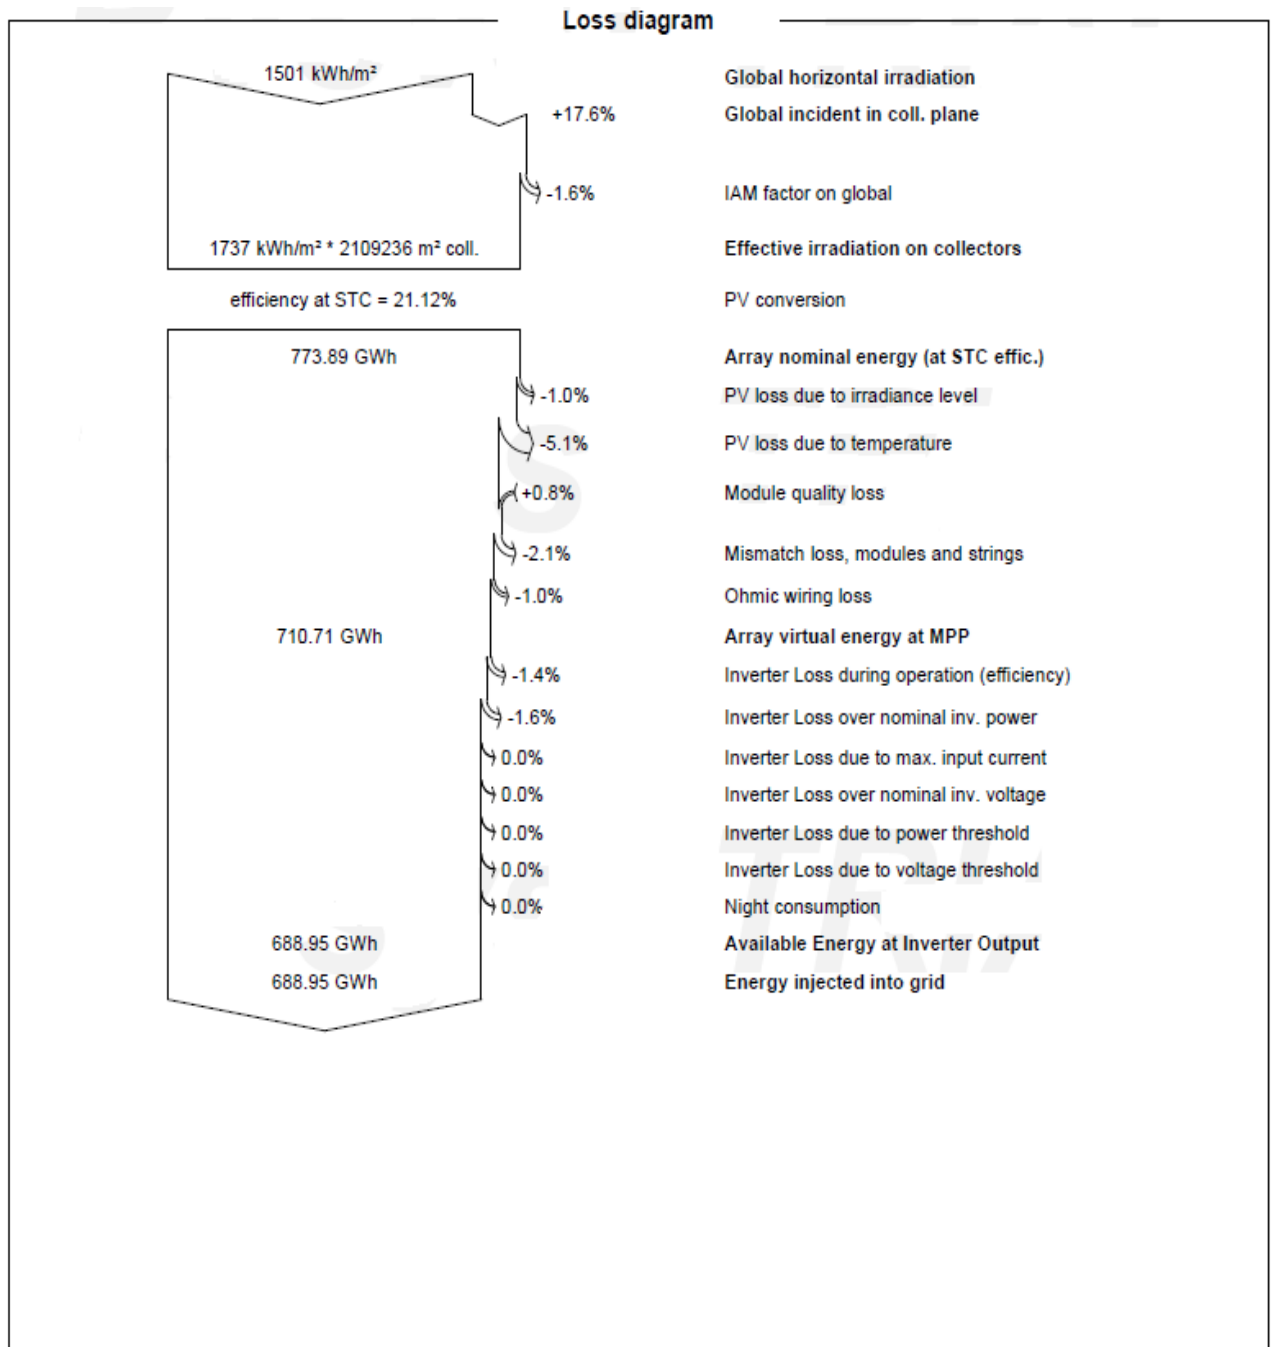 Loss diagram
1501 kWh/m² Global horizontal irradiation
+17.6% Global incident in coll. plane
-1.6% IAM factor on global
1737 kWh/m² * 2109236 m² coll. Effective irradiation on collectors
efficiency at STC = 21.12% PV conversion
773.89 GWh Array nominal energy (at STC effic.)
-1.0% PV loss due to irradiance level
-5.1% PV loss due to temperature
+0.8% Module quality loss
-2.1% Mismatch loss, modules and strings
-1.0% Ohmic wiring loss
710.71 GWh Array virtual energy at MPP
-1.4% Inverter Loss during operation (efficiency)
-1.6% Inverter Loss over nominal inv. power
0.0% Inverter Loss due to max. input current
0.0% Inverter Loss over nominal inv. voltage
0.0% Inverter Loss due to power threshold
0.0% Inverter Loss due to voltage threshold
0.0% Night consumption
688.95 GWh Available Energy at Inverter Output
688.95 GWh Energy injected into grid